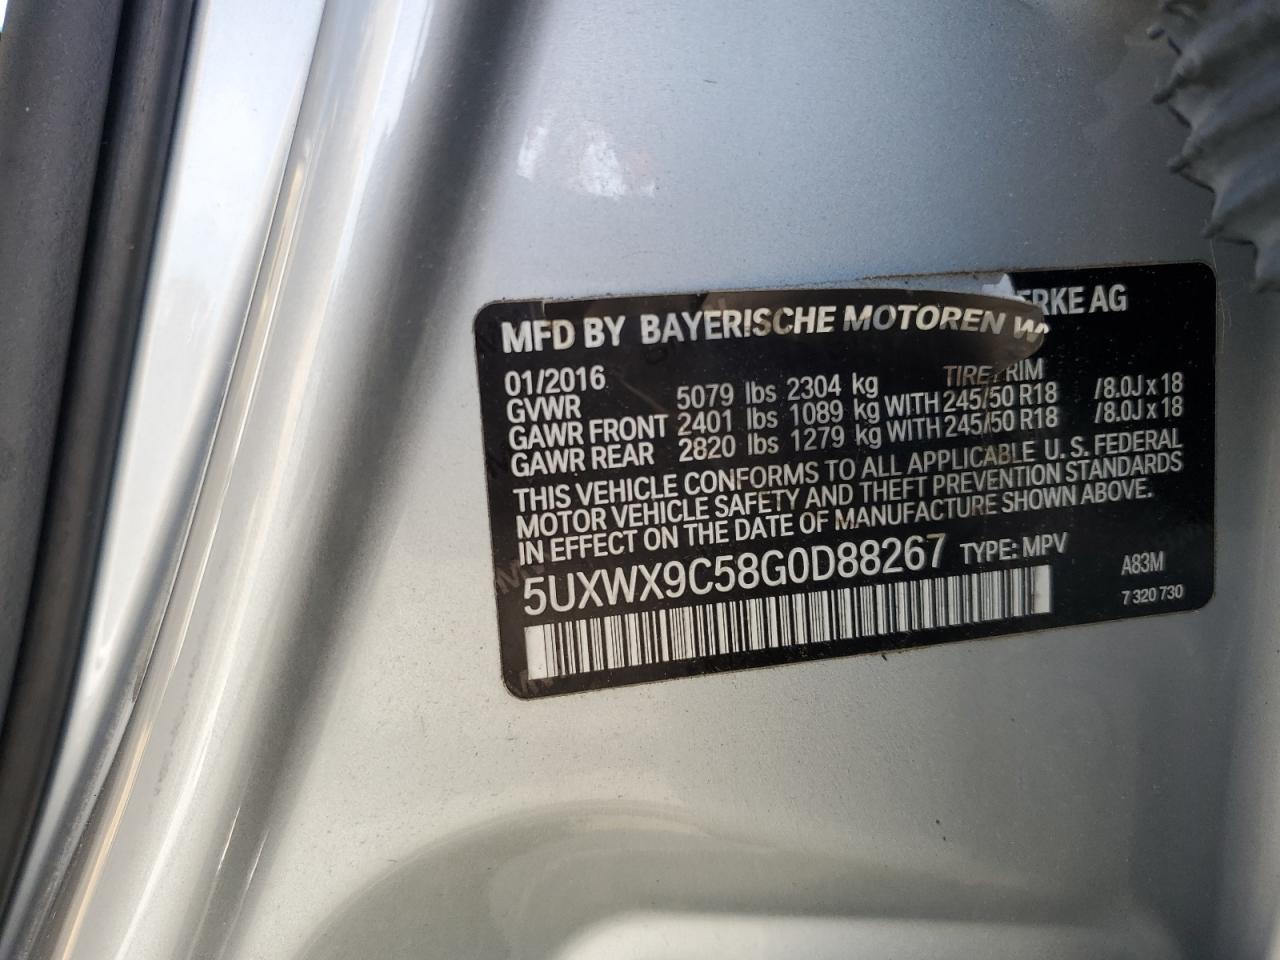 MFD BY BAYERISCHE MOTOREN WERKE AG
01/2016 TIRE RIM
GVWR 5079 lbs 2304 kg
GAWR FRONT 2401 lbs 1089 kg WITH 245/50 R18 /8.0J x 18
GAWR REAR 2820 lbs 1279 kg WITH 245/50 R18 /8.0J x 18
THIS VEHICLE CONFORMS TO ALL APPLICABLE U.S. FEDERAL
MOTOR VEHICLE SAFETY AND THEFT PREVENTION STANDARDS
IN EFFECT ON THE DATE OF MANUFACTURE SHOWN ABOVE.
5UXWX9C58G0D88267 TYPE: MPV A83M
7 320 730